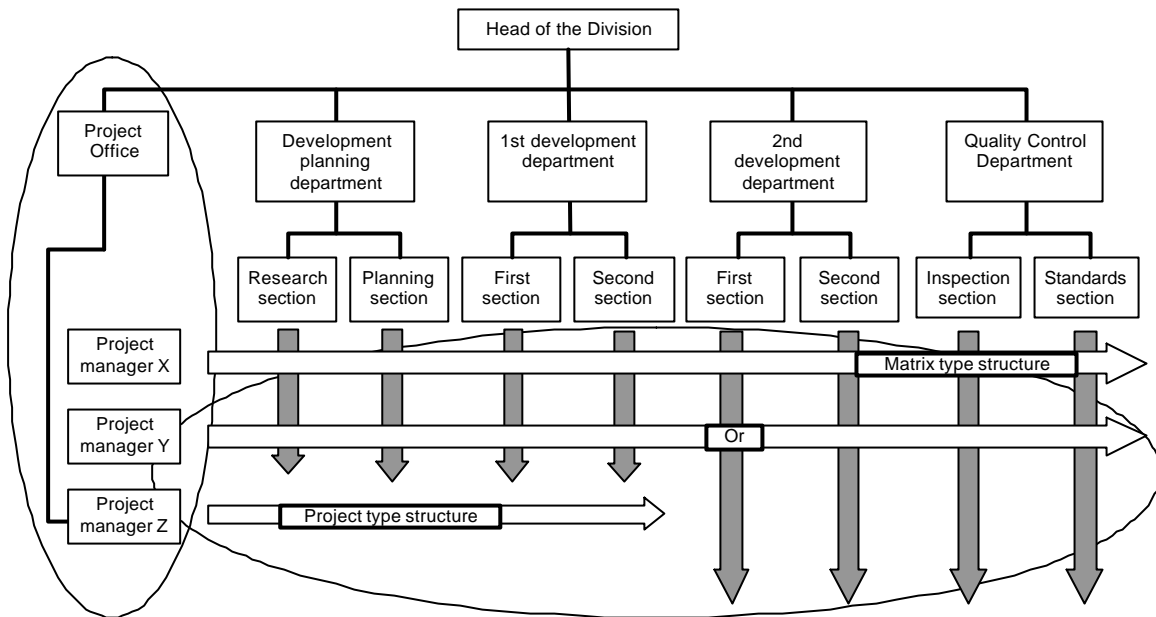 Head of the Division
Project
Office
Development
planning
department
1st development
department
2nd
development
department
Quality Control
Department
Research
section
Planning
section
First
section
Second
section
First
section
Second
section
Inspection
section
Standards
section
Project
manager X
Matrix type structure
Project
manager Y
Or
Project
manager Z
Project type structure